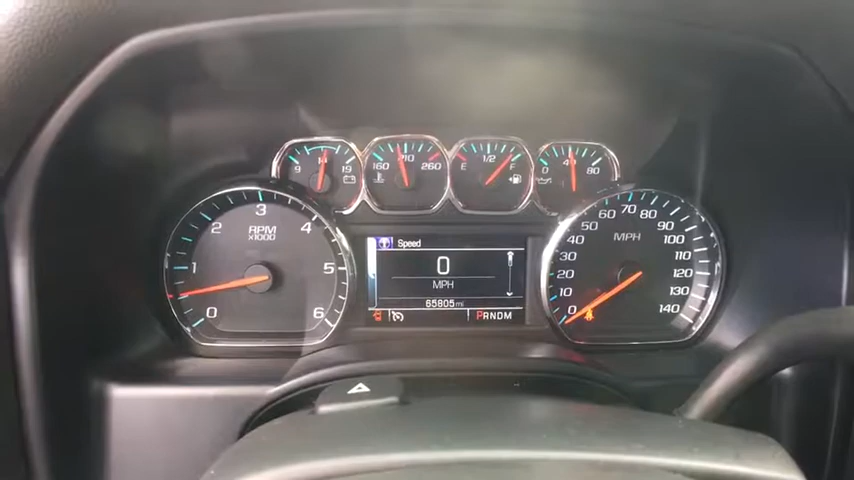 9 14 19
160 210 260
E 1/2 F
0 40 80
RPM
x1000
0 1 2 3 4 5 6
Speed
0
MPH
65805 mi
PRNDM
MPH
10 30 40 50 60 70 80 90 100 110 120 130 140